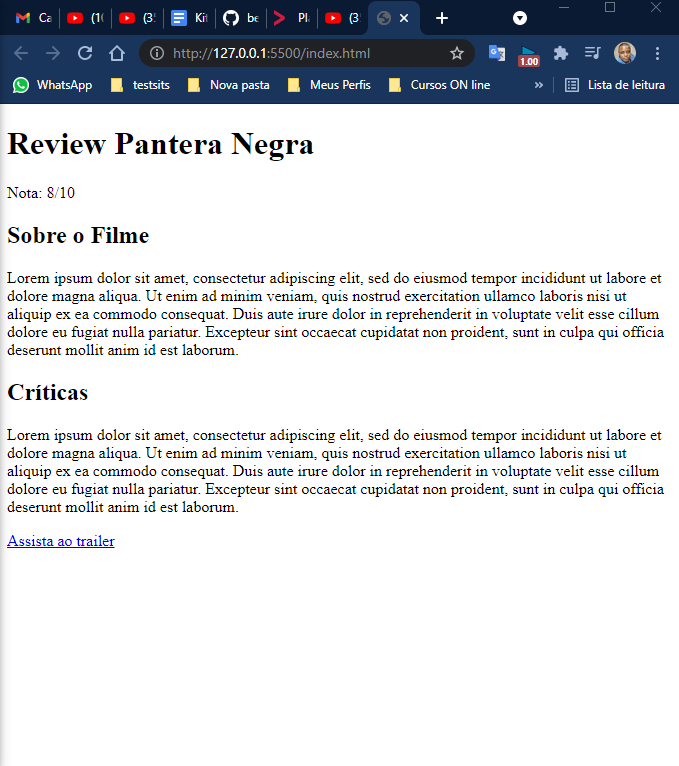 Ca
(10
(3
Kit
be
Pla
(3
http://127.0.0.1:5500/index.html
1.00
WhatsApp
testsits
Nova pasta
Meus Perfis
Cursos ON line
»
Lista de leitura
Review Pantera Negra
Nota: 8/10
Sobre o Filme
Lorem ipsum dolor sit amet, consectetur adipiscing elit, sed do eiusmod tempor incididunt ut labore et
dolore magna aliqua. Ut enim ad minim veniam, quis nostrud exercitation ullamco laboris nisi ut
aliquip ex ea commodo consequat. Duis aute irure dolor in reprehenderit in voluptate velit esse cillum
dolore eu fugiat nulla pariatur. Excepteur sint occaecat cupidatat non proident, sunt in culpa qui officia
deserunt mollit anim id est laborum.
Críticas
Lorem ipsum dolor sit amet, consectetur adipiscing elit, sed do eiusmod tempor incididunt ut labore et
dolore magna aliqua. Ut enim ad minim veniam, quis nostrud exercitation ullamco laboris nisi ut
aliquip ex ea commodo consequat. Duis aute irure dolor in reprehenderit in voluptate velit esse cillum
dolore eu fugiat nulla pariatur. Excepteur sint occaecat cupidatat non proident, sunt in culpa qui officia
deserunt mollit anim id est laborum.
Assista ao trailer